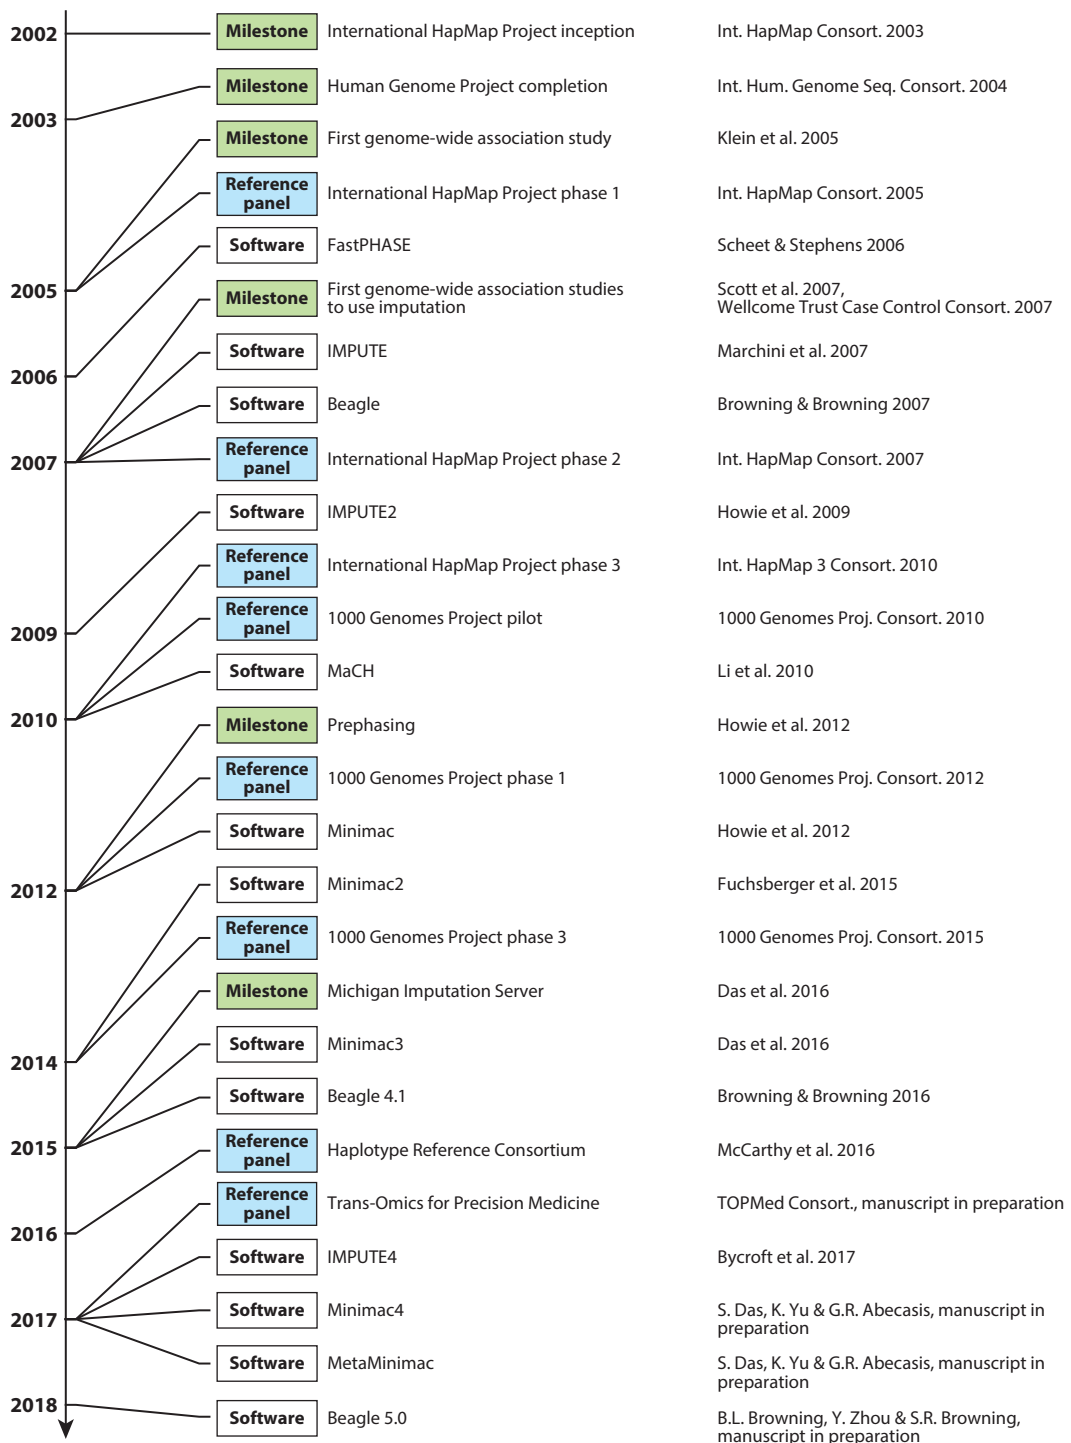 2002
Milestone International HapMap Project inception Int. HapMap Consort. 2003
Milestone Human Genome Project completion Int. Hum. Genome Seq. Consort. 2004
2003
Milestone First genome-wide association study Klein et al. 2005
Reference
panel
International HapMap Project phase 1 Int. HapMap Consort. 2005
Software FastPHASE Scheet & Stephens 2006
2005
Milestone
First genome-wide association studies
to use imputation
Scott et al. 2007,
Wellcome Trust Case Control Consort. 2007
Software IMPUTE Marchini et al. 2007
2006
Software Beagle Browning & Browning 2007
2007
Reference
panel
International HapMap Project phase 2 Int. HapMap Consort. 2007
Software IMPUTE2 Howie et al. 2009
Reference
panel
International HapMap Project phase 3 Int. HapMap 3 Consort. 2010
2009
Reference
panel
1000 Genomes Project pilot 1000 Genomes Proj. Consort. 2010
Software MaCH Li et al. 2010
2010
Milestone Prephasing Howie et al. 2012
Reference
panel
1000 Genomes Project phase 1 1000 Genomes Proj. Consort. 2012
Software Minimac Howie et al. 2012
2012
Software Minimac2 Fuchsberger et al. 2015
Reference
panel
1000 Genomes Project phase 3 1000 Genomes Proj. Consort. 2015
Milestone Michigan Imputation Server Das et al. 2016
Software Minimac3 Das et al. 2016
2014
Software Beagle 4.1 Browning & Browning 2016
2015
Reference
panel
Haplotype Reference Consortium McCarthy et al. 2016
Reference
panel
Trans-Omics for Precision Medicine TOPMed Consort., manuscript in preparation
2016
Software IMPUTE4 Bycroft et al. 2017
2017
Software Minimac4 S. Das, K. Yu & G.R. Abecasis, manuscript in
preparation
Software MetaMinimac S. Das, K. Yu & G.R. Abecasis, manuscript in
preparation
2018
Software Beagle 5.0 B.L. Browning, Y. Zhou & S.R. Browning,
manuscript in preparation